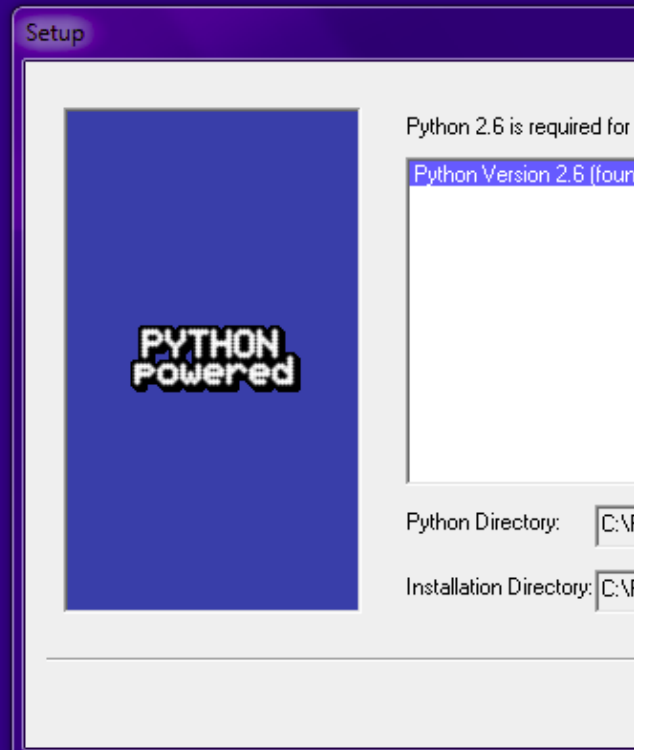 Setup
Python 2.6 is required for
Python Version 2.6 (foun
PYTHON
powered
Python Directory: C:\
Installation Directory: C:\